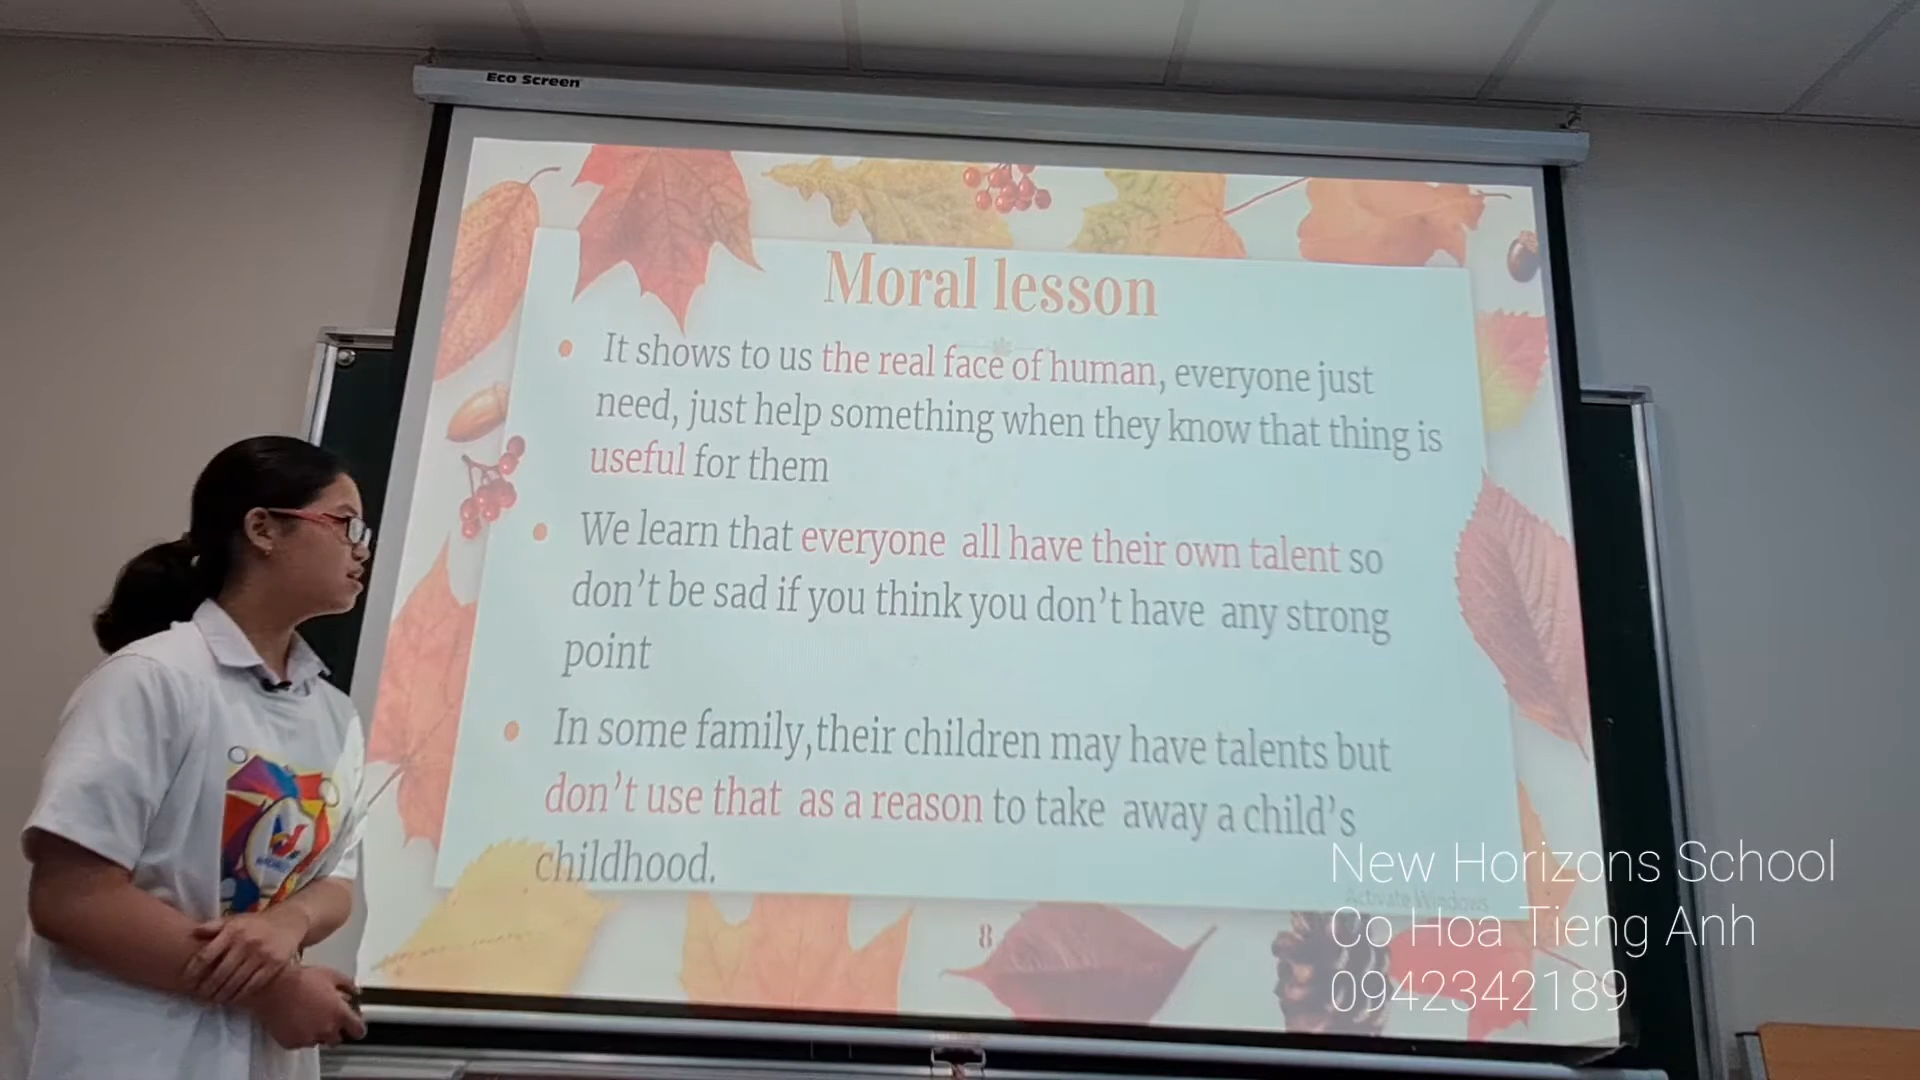 Eco Screen
Moral lesson
It shows to us the real face of human, everyone just
need, just help something when they know that thing is
useful for them
We learn that everyone all have their own talent so
don't be sad if you think you don't have any strong
point
In some family,their children may have talents but
don't use that as a reason to take away a child's
childhood.
Activate Windows
8
New Horizons School
Co Hoa Tieng Anh
0942342189